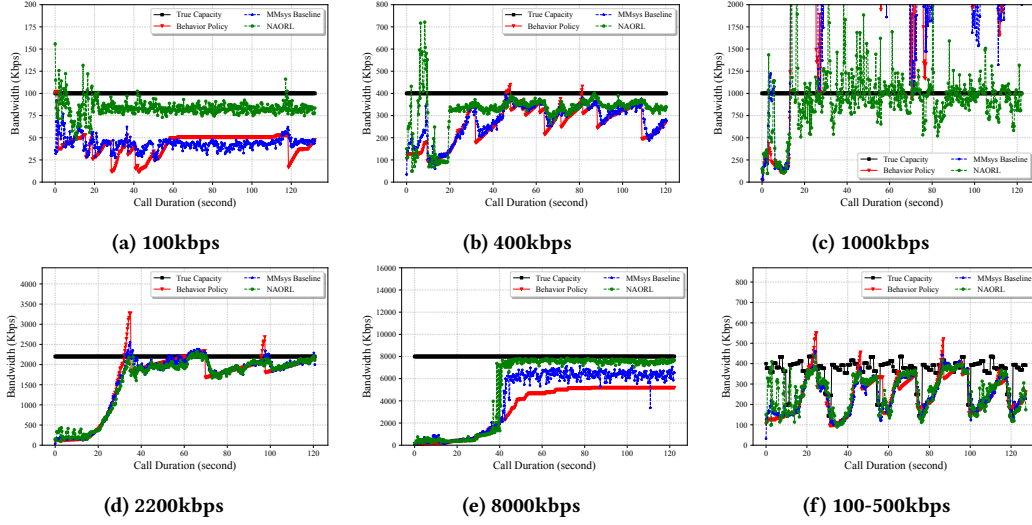 True Capacity
Behavior Policy
MMsys Baseline
NAORL
Bandwidth (Kbps)
200
175
150
125
100
75
50
25
0
0 20 40 60 80 100 120
Call Duration (second)
(a) 100kbps
True Capacity
Behavior Policy
MMsys Baseline
NAORL
Bandwidth (Kbps)
800
700
600
500
400
300
200
100
0
0 20 40 60 80 100 120
Call Duration (second)
(b) 400kbps
Bandwidth (Kbps)
2000
1800
1600
1400
1200
1000
800
600
400
200
0
True Capacity
Behavior Policy
MMsys Baseline
NAORL
0 20 40 60 80 100 120
Call Duration (second)
(c) 1000kbps
True Capacity
Behavior Policy
MMsys Baseline
NAORL
Bandwidth (Kbps)
4000
3500
3000
2500
2000
1500
1000
500
0
0 20 40 60 80 100 120
Call Duration (second)
(d) 2200kbps
True Capacity
Behavior Policy
MMsys Baseline
NAORL
Bandwidth (Kbps)
16000
14000
12000
10000
8000
6000
4000
2000
0
0 20 40 60 80 100 120
Call Duration (second)
(e) 8000kbps
True Capacity
Behavior Policy
MMsys Baseline
NAORL
Bandwidth (Kbps)
800
700
600
500
400
300
200
100
0
0 20 40 60 80 100 120
Call Duration (second)
(f) 100-500kbps